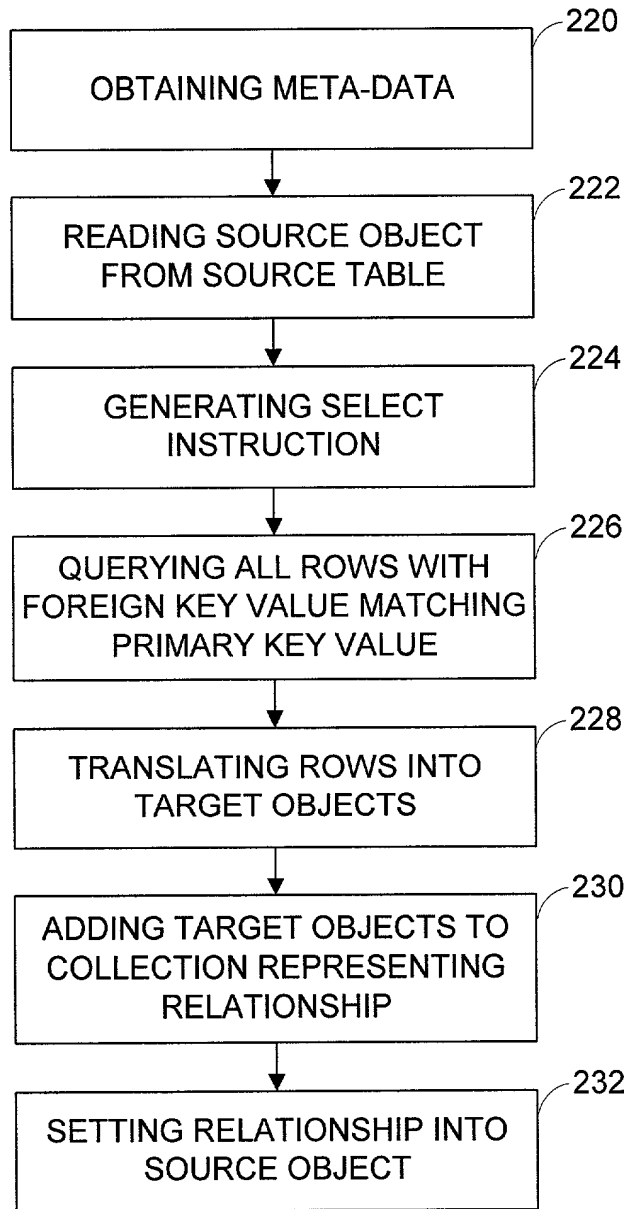 220
OBTAINING META-DATA
222
READING SOURCE OBJECT
FROM SOURCE TABLE
224
GENERATING SELECT
INSTRUCTION
226
QUERYING ALL ROWS WITH
FOREIGN KEY VALUE MATCHING
PRIMARY KEY VALUE
228
TRANSLATING ROWS INTO
TARGET OBJECTS
230
ADDING TARGET OBJECTS TO
COLLECTION REPRESENTING
RELATIONSHIP
232
SETTING RELATIONSHIP INTO
SOURCE OBJECT